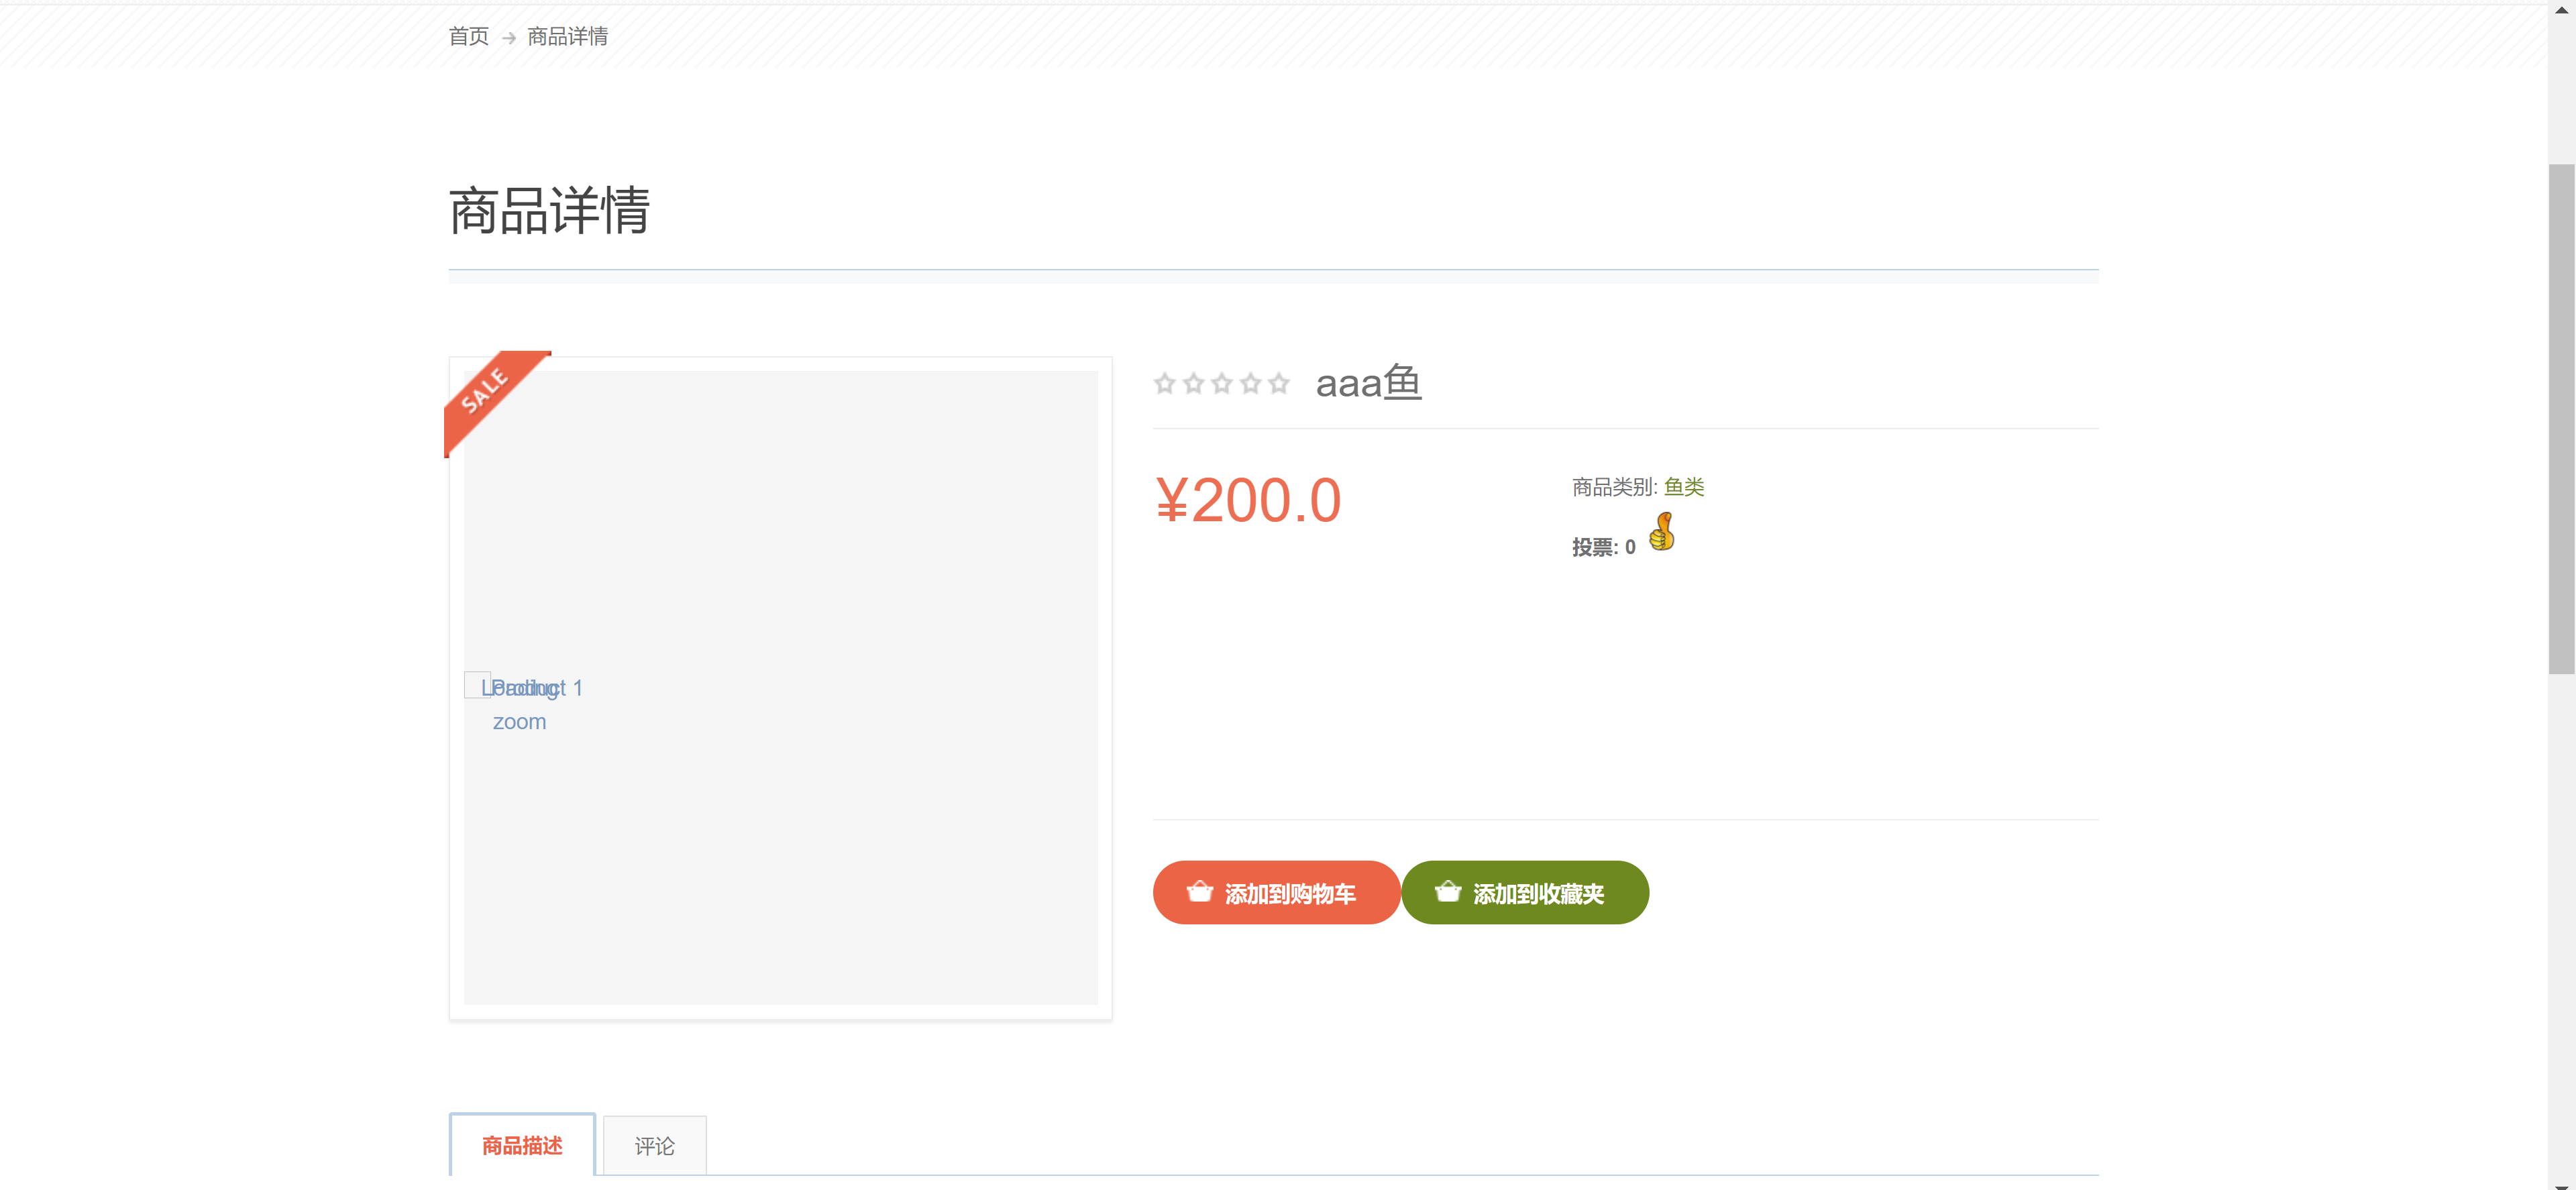 首页 → 商品详情
商品详情
SALE
aaa鱼
¥200.0
商品类别: 鱼类
投票: 0
Loading
Product 1
zoom
添加到购物车
添加到收藏夹
商品描述
评论